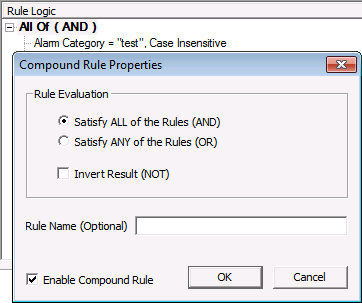 Rule Logic
All Of ( AND )
Alarm Category = "test", Case Insensitive
Compound Rule Properties
Rule Evaluation
Satisfy ALL of the Rules (AND)
Satisfy ANY of the Rules (OR)
Invert Result (NOT)
Rule Name (Optional)
Enable Compound Rule
OK
Cancel